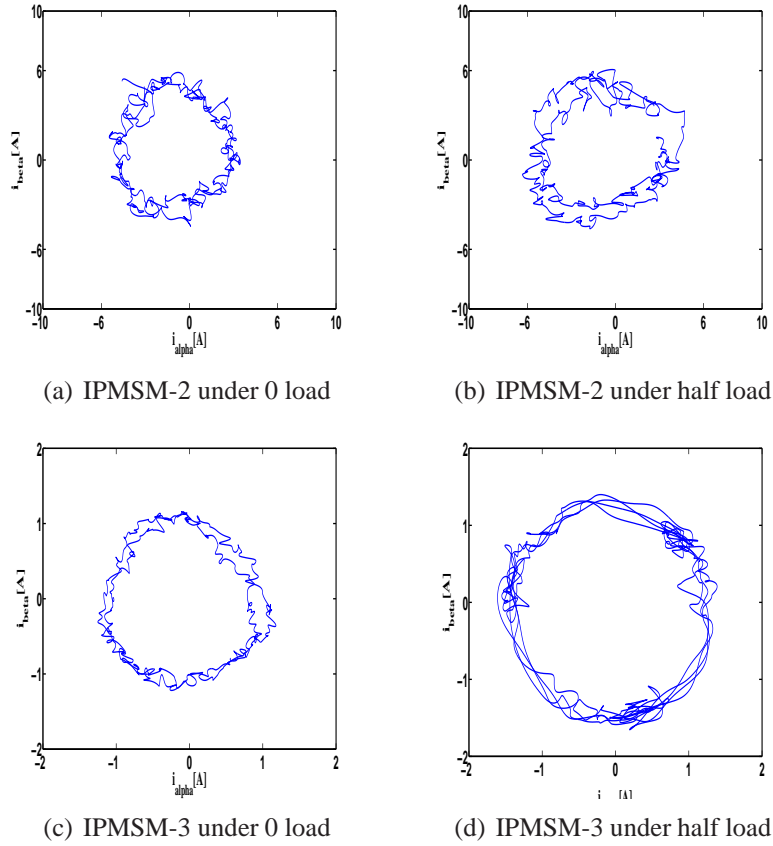 10
6
0
−6
−10
−10 −6 0 6 10
i_beta[A]
i_alpha[A]
(a) IPMSM-2 under 0 load
10
6
0
−6
−10
−10 −6 0 6 10
i_beta[A]
i_alpha[A]
(b) IPMSM-2 under half load
2
1
0
−1
−2
−2 −1 0 1 2
i_beta[A]
i_alpha[A]
(c) IPMSM-3 under 0 load
2
1
0
−1
−2
−2 −1 0 1 2
i_beta[A]
i [A]
(d) IPMSM-3 under half load